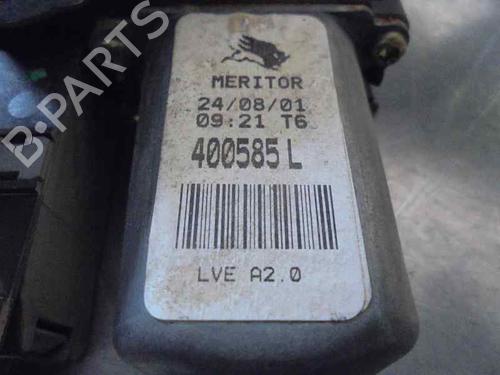 MERITOR
24/08/01
09:21 T6
400585 L
LVE A2.0
B-PARTS